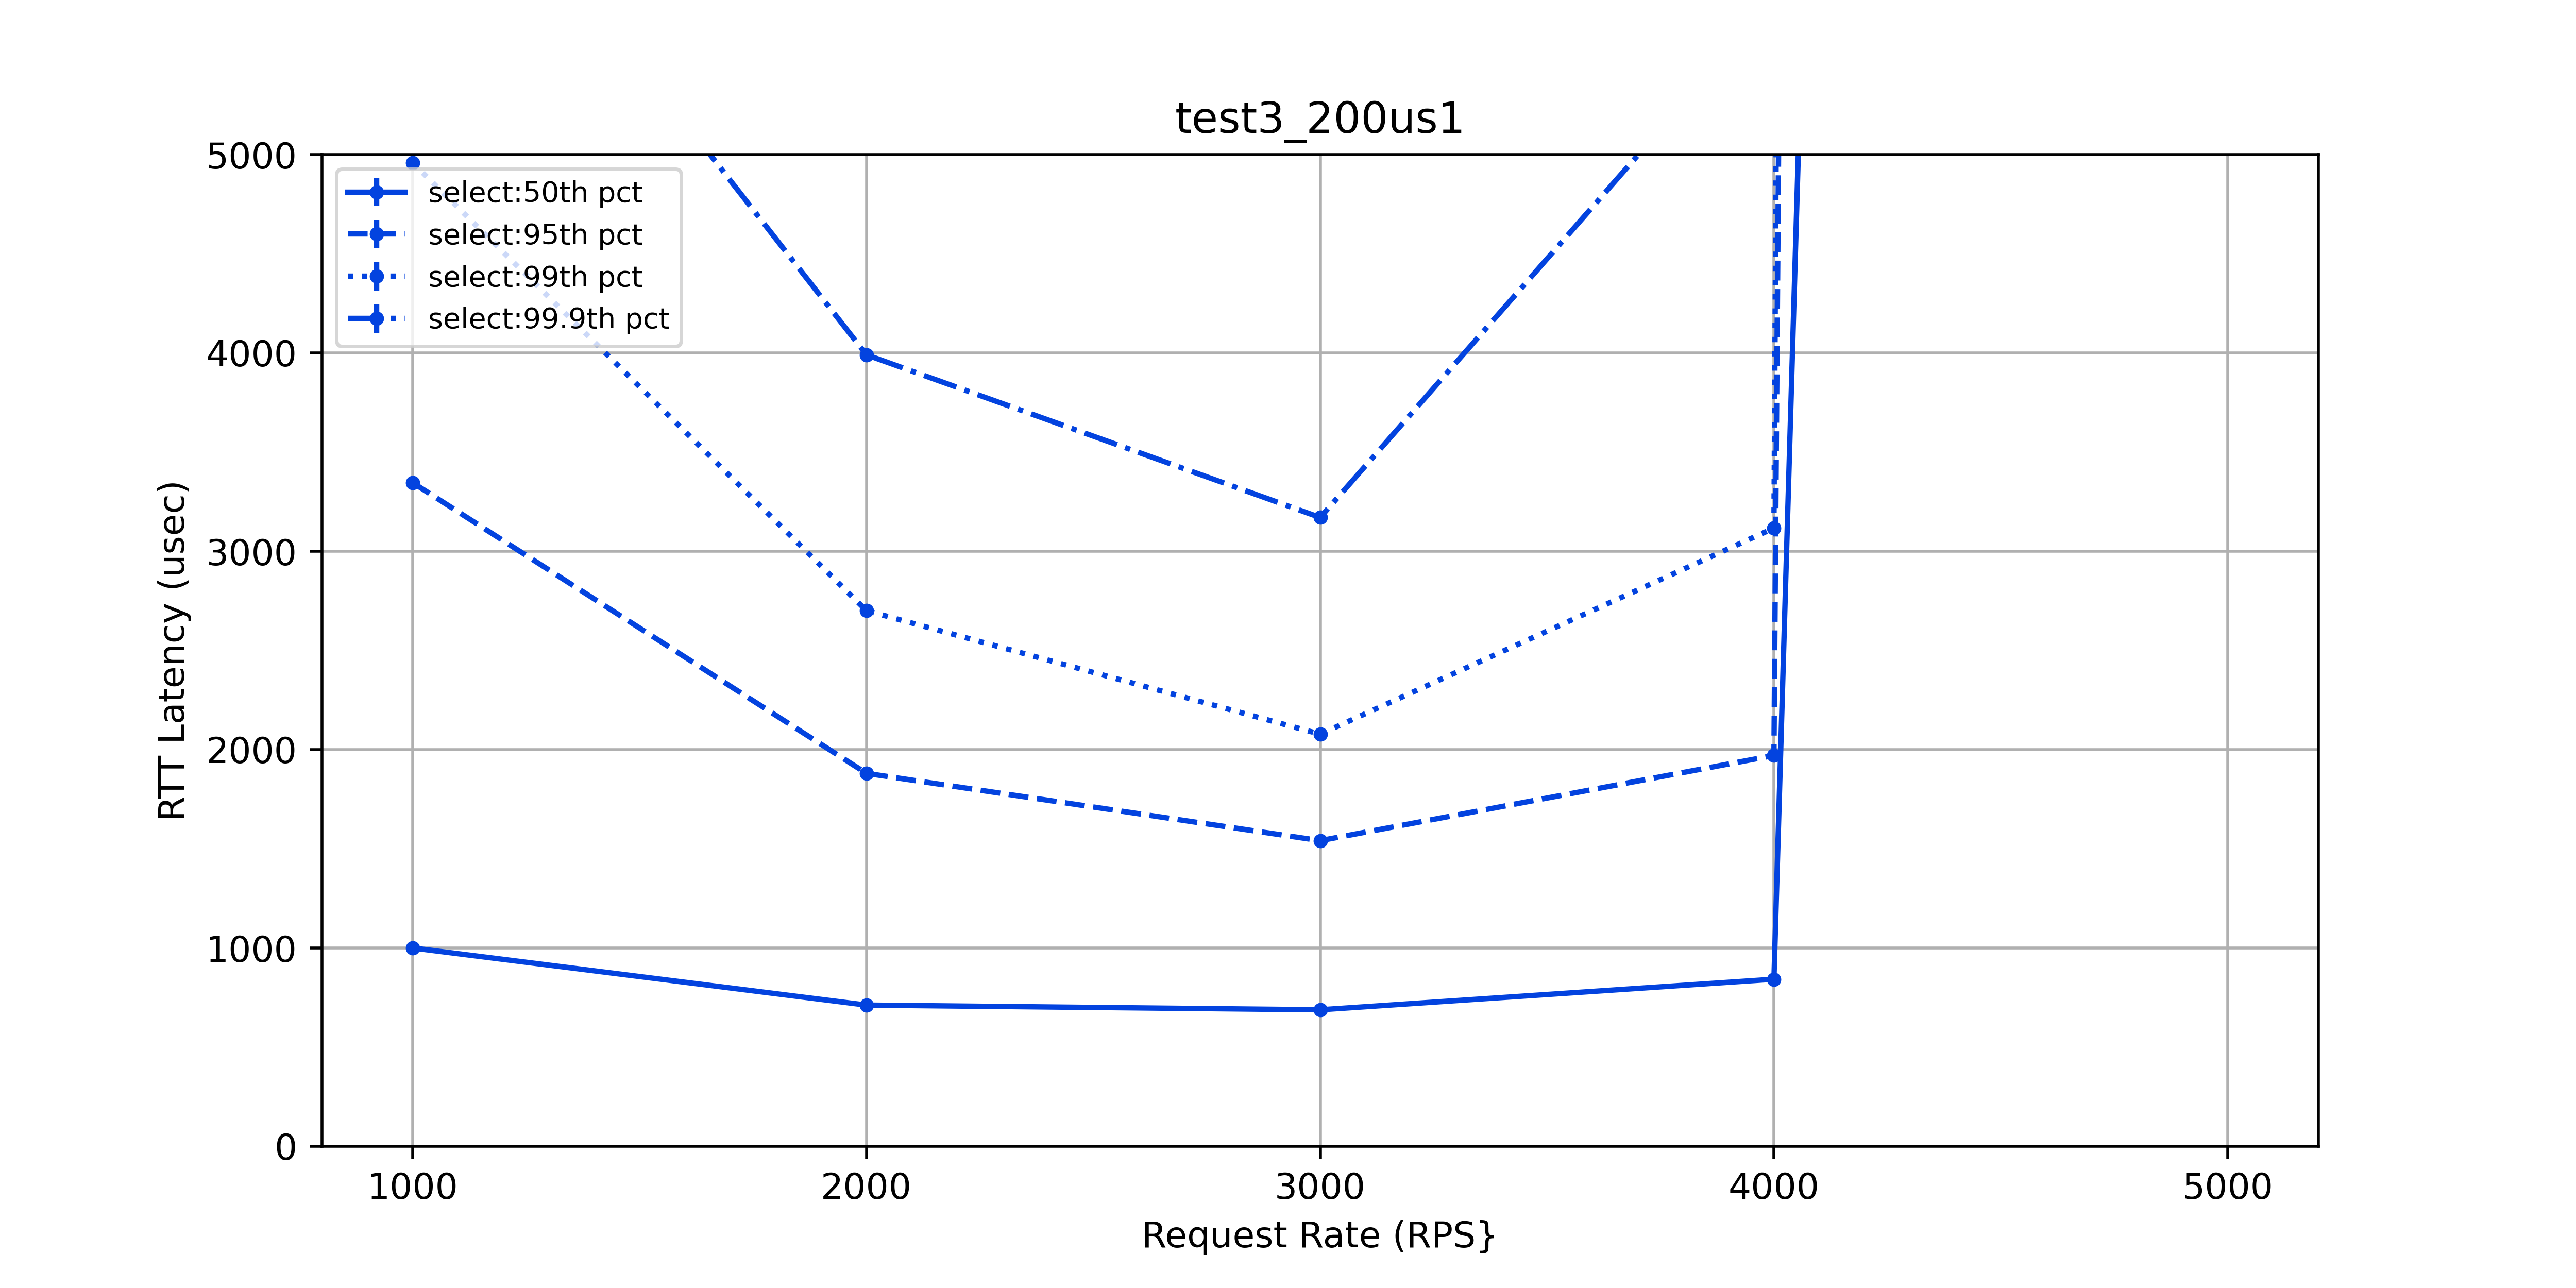 test3_200us1
5000
4000
3000
2000
1000
0
RTT Latency (usec)
select:50th pct
select:95th pct
select:99th pct
select:99.9th pct
1000 2000 3000 4000 5000
Request Rate (RPS}